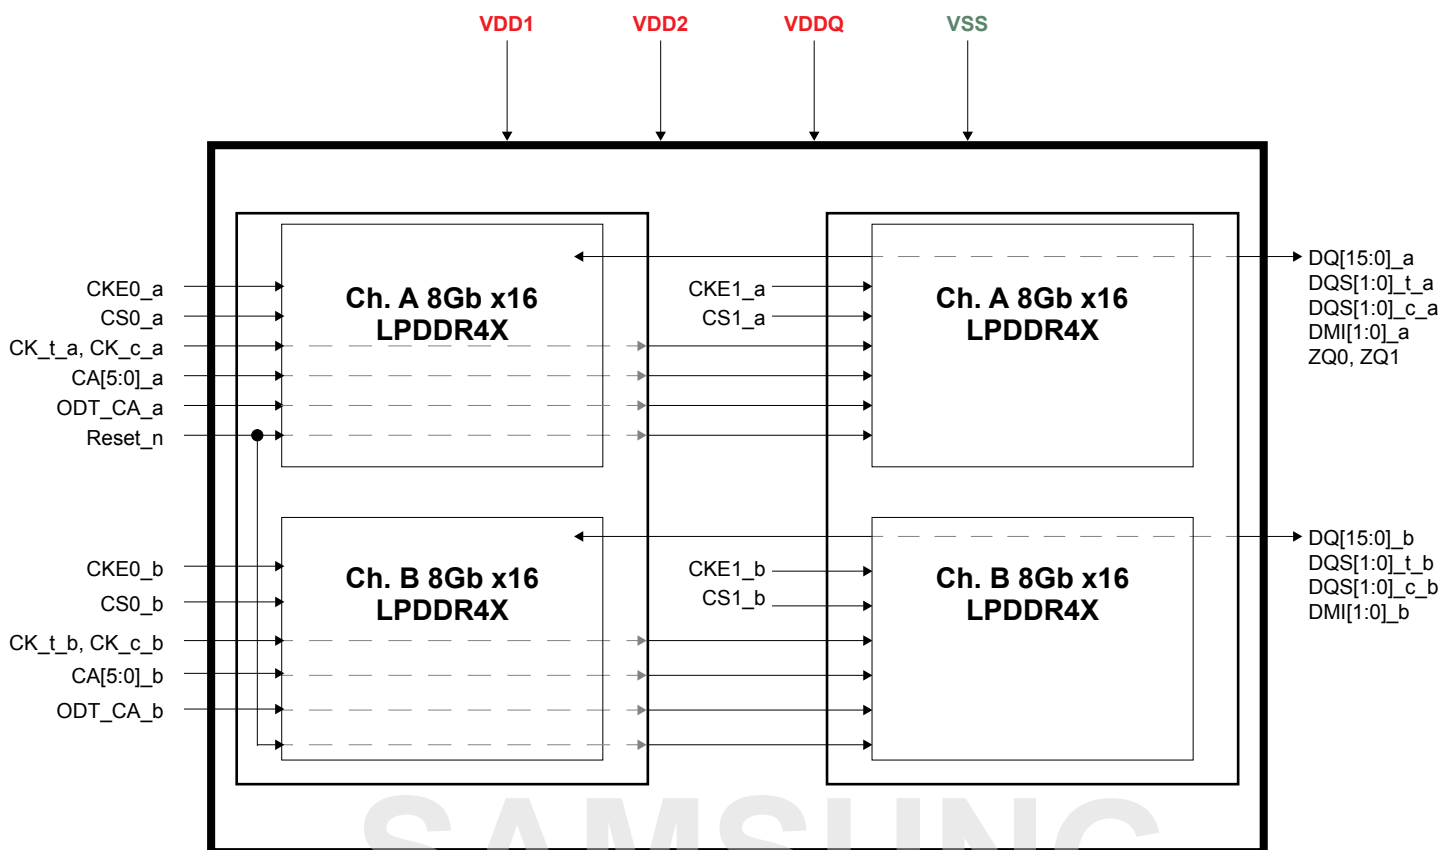 VDD1 VDD2 VDDQ VSS
Ch. A 8Gb x16
LPDDR4X
CKE0_a
CS0_a
CK_t_a, CK_c_a
CA[5:0]_a
ODT_CA_a
Reset_n
CKE1_a
CS1_a
Ch. A 8Gb x16
LPDDR4X
DQ[15:0]_a
DQS[1:0]_t_a
DQS[1:0]_c_a
DMI[1:0]_a
ZQ0, ZQ1
Ch. B 8Gb x16
LPDDR4X
CKE0_b
CS0_b
CK_t_b, CK_c_b
CA[5:0]_b
ODT_CA_b
CKE1_b
CS1_b
Ch. B 8Gb x16
LPDDR4X
DQ[15:0]_b
DQS[1:0]_t_b
DQS[1:0]_c_b
DMI[1:0]_b
SAMSUNG